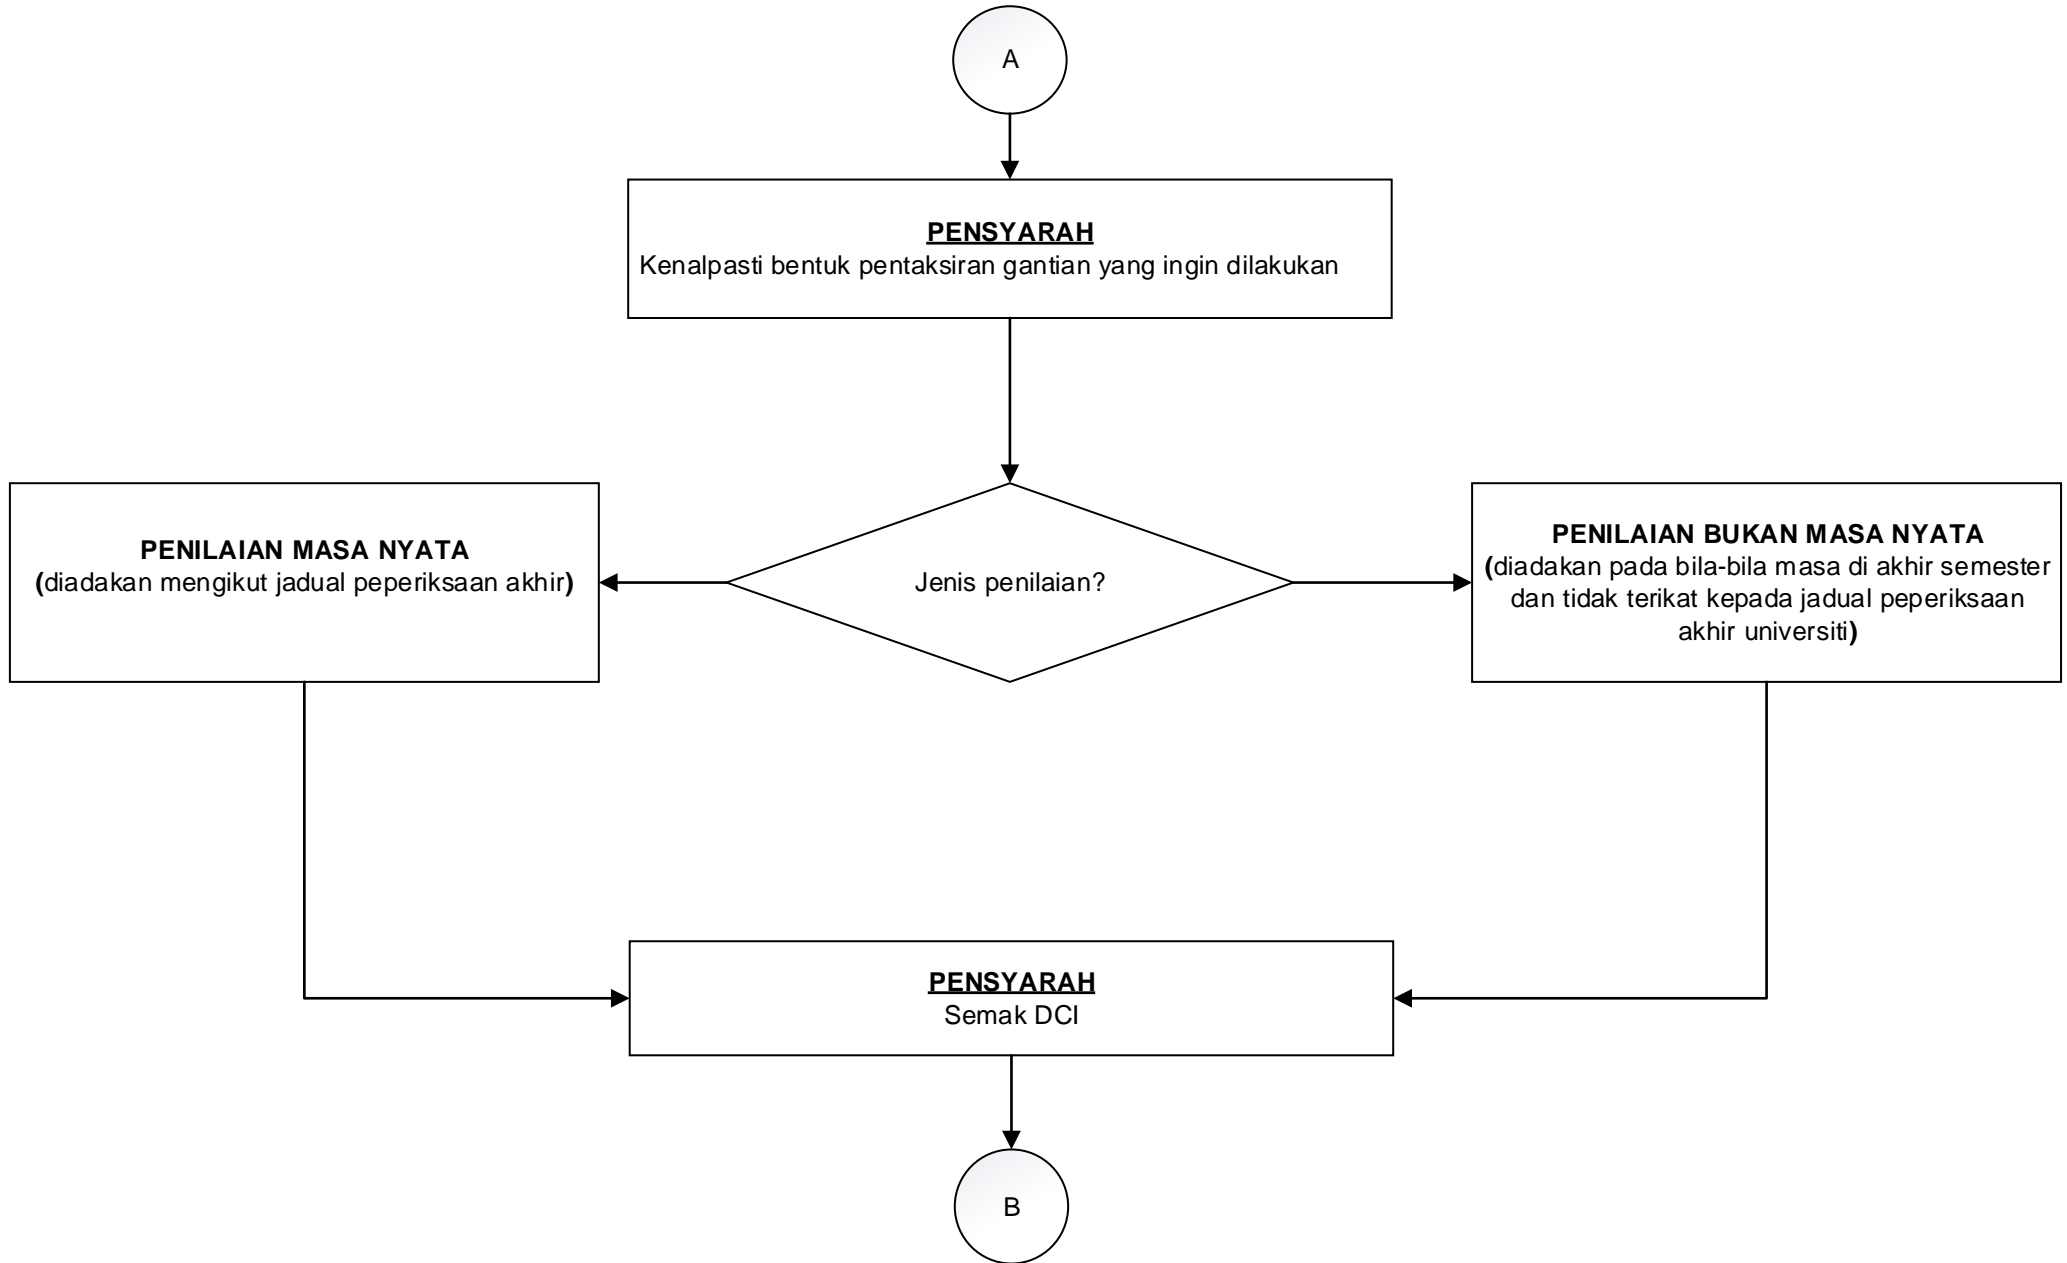 A
PENSYARAH
Kenalpasti bentuk pentaksiran gantian yang ingin dilakukan
PENILAIAN MASA NYATA
(diadakan mengikut jadual peperiksaan akhir)
Jenis penilaian?
PENILAIAN BUKAN MASA NYATA
(diadakan pada bila-bila masa di akhir semester
dan tidak terikat kepada jadual peperiksaan
akhir universiti)
PENSYARAH
Semak DCI
B